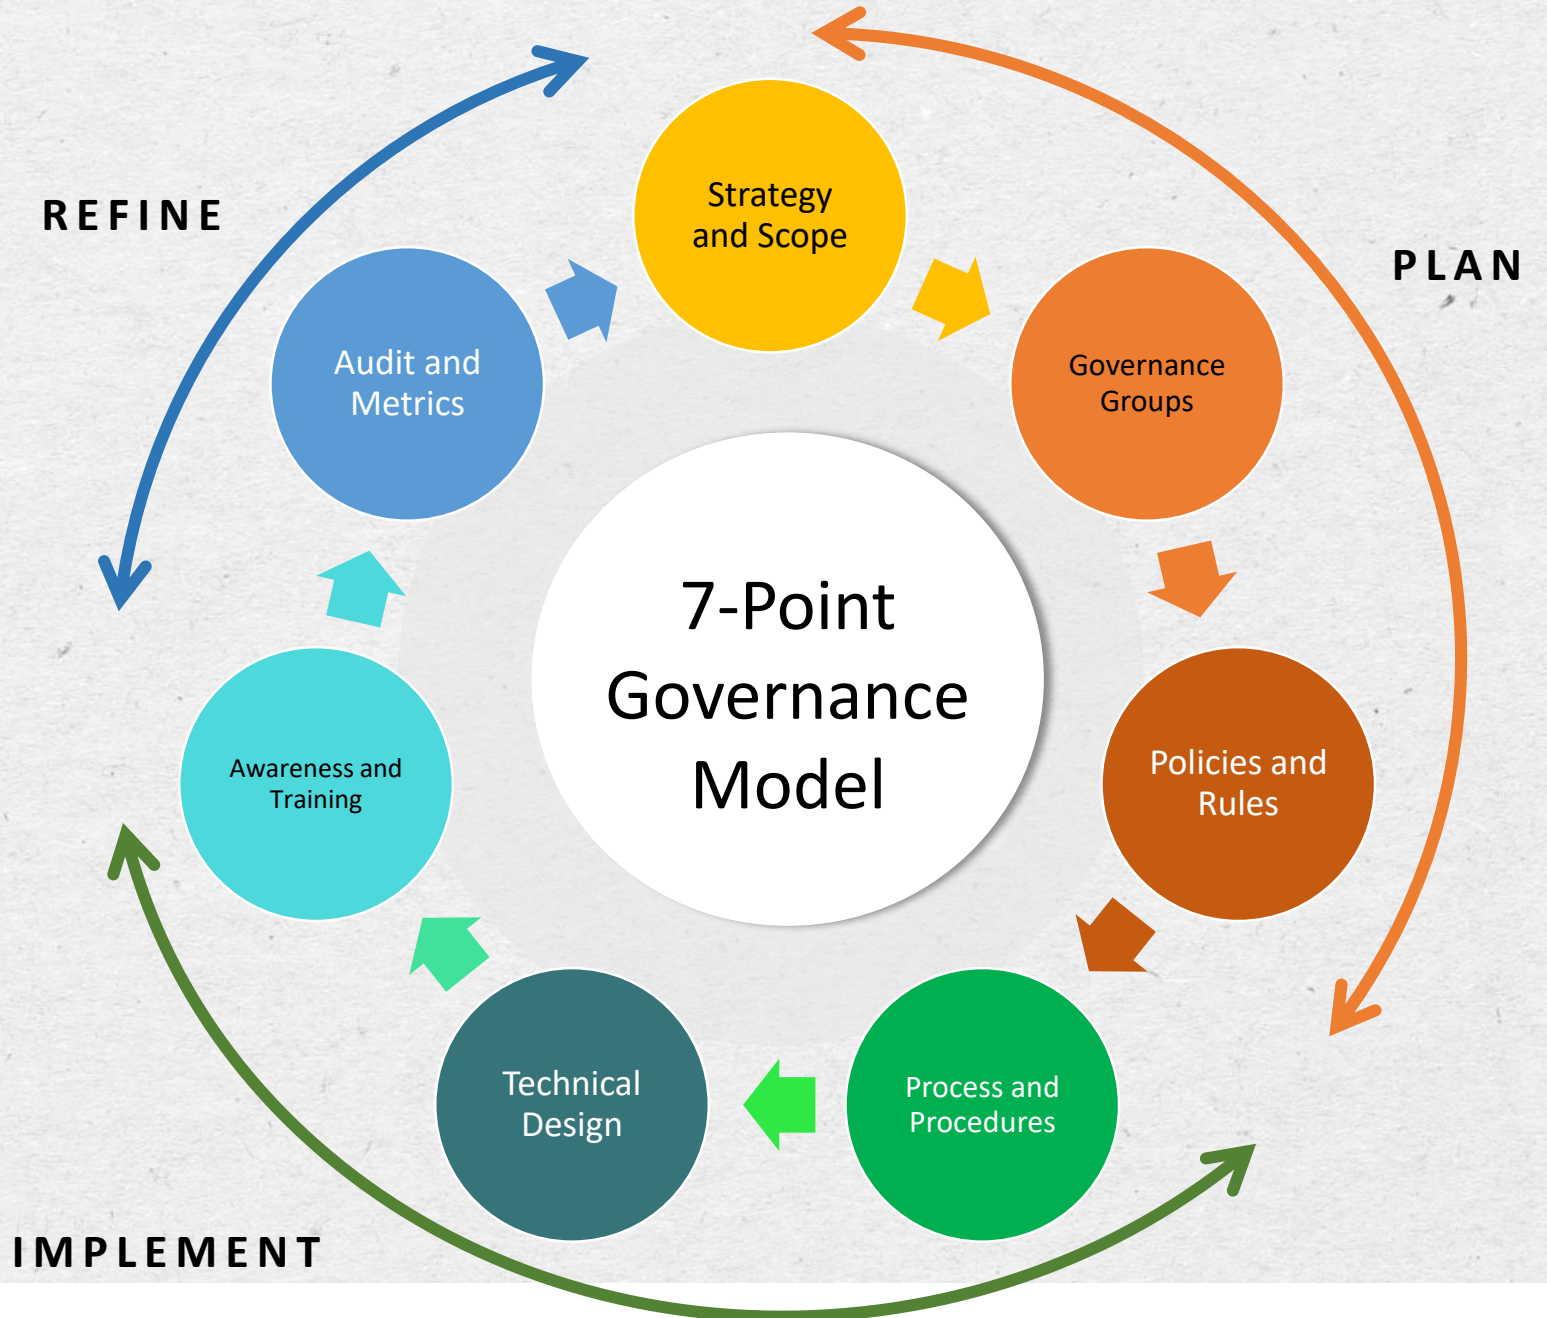 REFINE
PLAN
Strategy
and Scope
Governance
Groups
Policies and
Rules
Process and
Procedures
Technical
Design
Awareness and
Training
Audit and
Metrics
7-Point
Governance
Model
IMPLEMENT